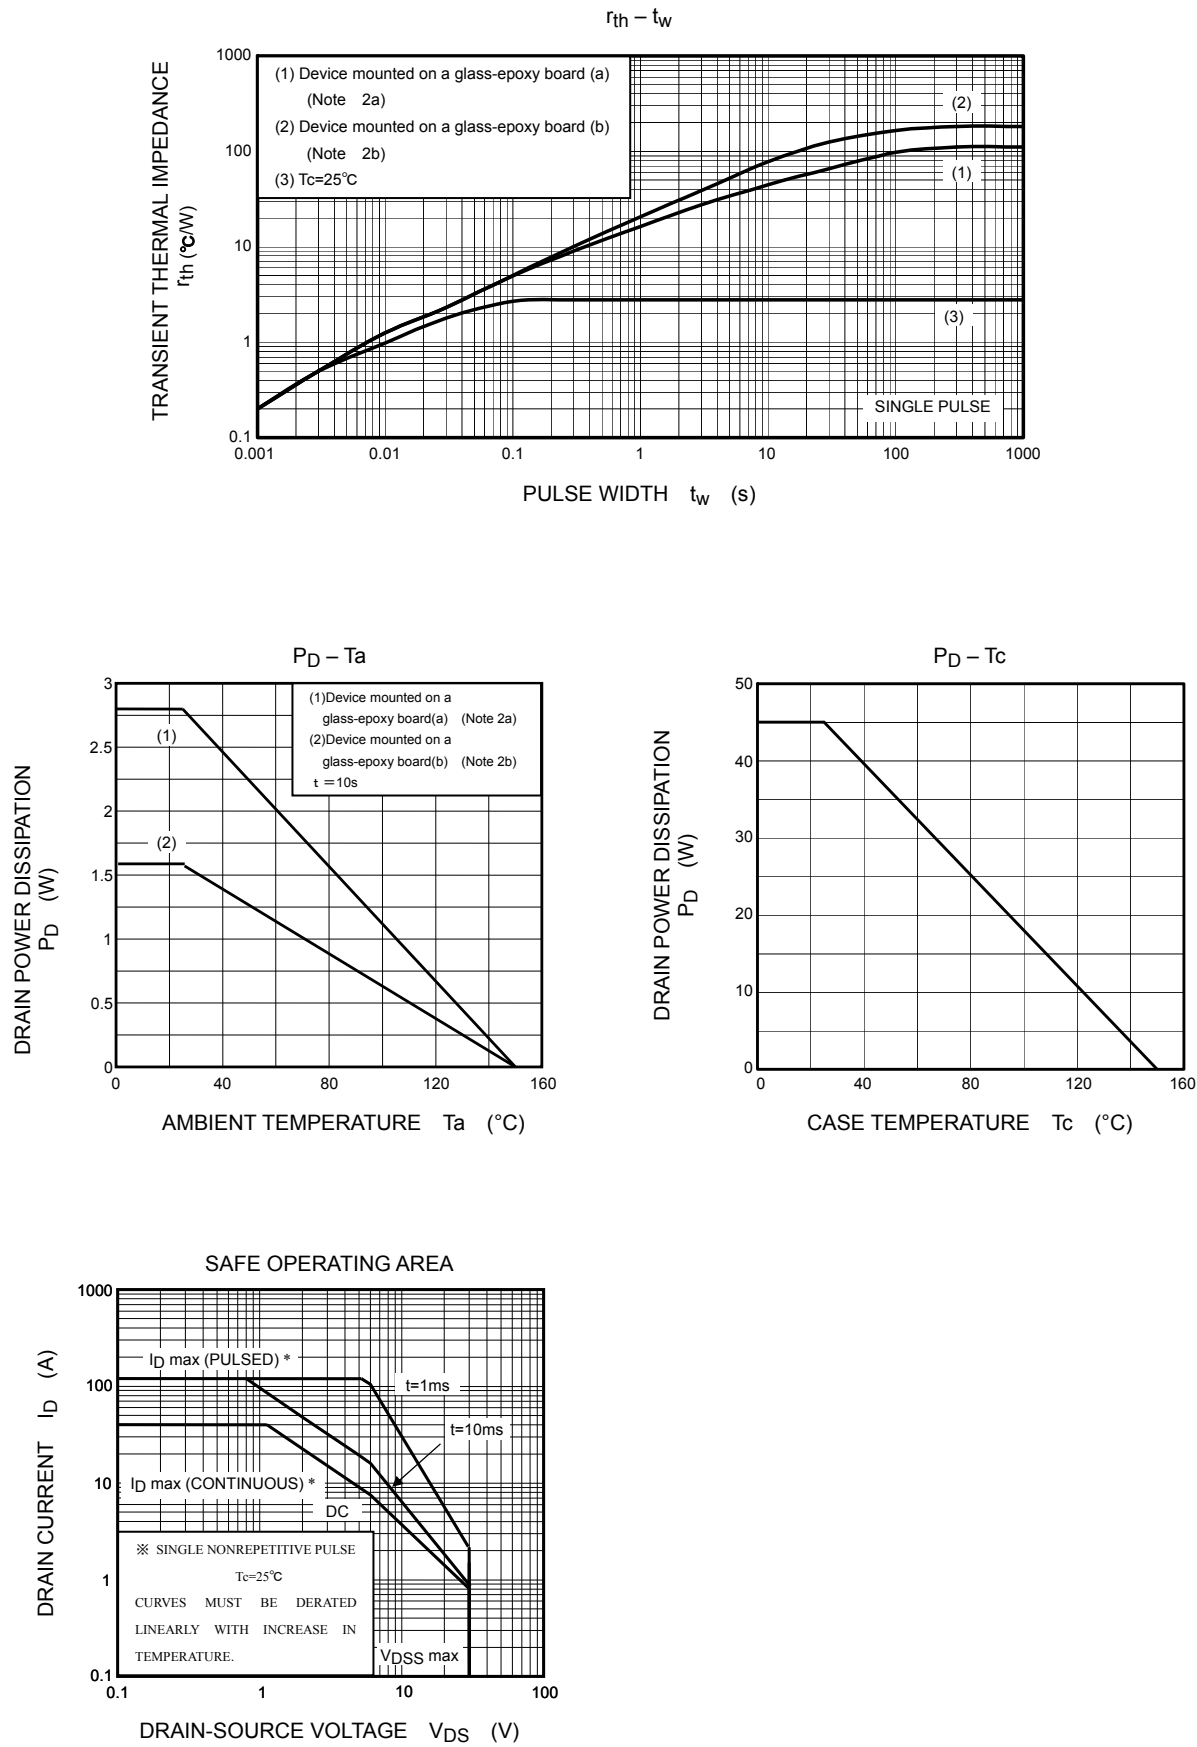 rth – tw
1000
100
10
1
0.1
TRANSIENT THERMAL IMPEDANCE
rth (℃/W)
(1) Device mounted on a glass-epoxy board (a)
(Note 2a)
(2) Device mounted on a glass-epoxy board (b)
(Note 2b)
(3) Tc=25℃
(2)
(1)
(3)
SINGLE PULSE
0.001 0.01 0.1 1 10 100 1000
PULSE WIDTH tw (s)
PD – Ta
3
2.5
2
1.5
1
0.5
0
DRAIN POWER DISSIPATION
PD (W)
(1)Device mounted on a
glass-epoxy board(a) (Note 2a)
(2)Device mounted on a
glass-epoxy board(b) (Note 2b)
t＝10s
(1)
(2)
0 40 80 120 160
AMBIENT TEMPERATURE Ta (°C)
PD – Tc
50
40
30
20
10
0
DRAIN POWER DISSIPATION
PD (W)
0 40 80 120 160
CASE TEMPERATURE Tc (°C)
SAFE OPERATING AREA
1000
100
10
1
0.1
DRAIN CURRENT ID (A)
ID max (PULSED) *
t=1ms
t=10ms
ID max (CONTINUOUS) *
DC
※ SINGLE NONREPETITIVE PULSE
Tc=25℃
CURVES MUST BE DERATED
LINEARLY WITH INCREASE IN
TEMPERATURE.
VDSS max
0.1 1 10 100
DRAIN-SOURCE VOLTAGE VDS (V)